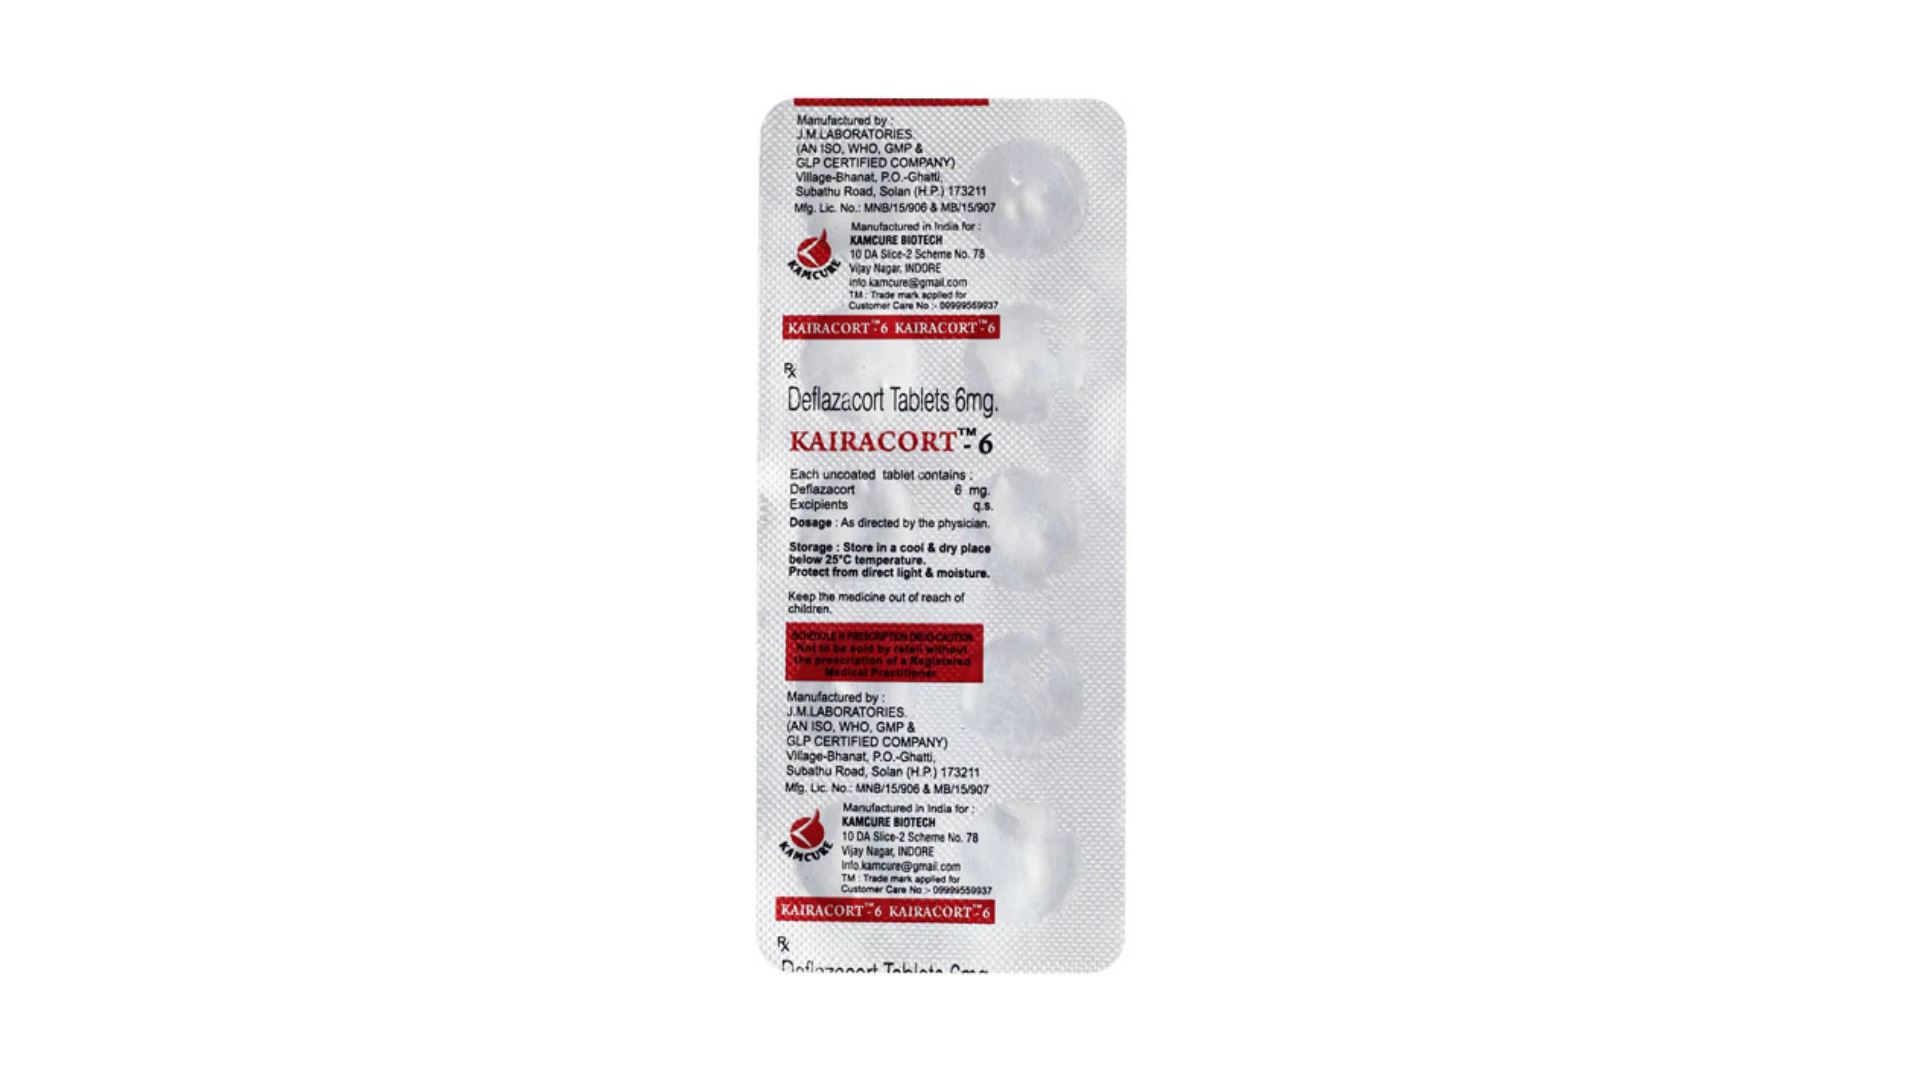 Manufactured by :
J.M.LABORATORIES.
(AN ISO, WHO, GMP &
GLP CERTIFIED COMPANY)
Village-Bhanat, P.O.-Ghatti,
Subathu Road, Solan (H.P.) 173211
Mfg. Lic. No.: MNB/15/906 & MB/15/907
KAMCURE
Manufactured in India for :
KAMCURE BIOTECH
10 DA Slice-2 Scheme No. 78
Vijay Nagar, INDORE
info.kamcure@gmail.com
TM : Trade mark applied for
Customer Care No :- 09999559937
KAIRACORT™-6 KAIRACORT™-6
Rx
Deflazacort Tablets 6mg.
KAIRACORT™-6
Each uncoated tablet contains :
Deflazacort 6 mg.
Excipients q.s.
Dosage : As directed by the physician.
Storage : Store in a cool & dry place
below 25°C temperature.
Protect from direct light & moisture.
Keep the medicine out of reach of
children.
SCHEDULE H PRESCRIPTION DRUG-CAUTION
Not to be sold by retail without
the prescription of a Registered
Medical Practitioner.
Manufactured by :
J.M.LABORATORIES.
(AN ISO, WHO, GMP &
GLP CERTIFIED COMPANY)
Village-Bhanat, P.O.-Ghatti,
Subathu Road, Solan (H.P.) 173211
Mfg. Lic. No.: MNB/15/906 & MB/15/907
KAMCURE
Manufactured in India for :
KAMCURE BIOTECH
10 DA Slice-2 Scheme No. 78
Vijay Nagar, INDORE
Info.kamcure@gmail.com
TM : Trade mark applied for
Customer Care No :- 09999559937
KAIRACORT™-6 KAIRACORT™-6
Rx
Deflazacort Tablets 6mg.